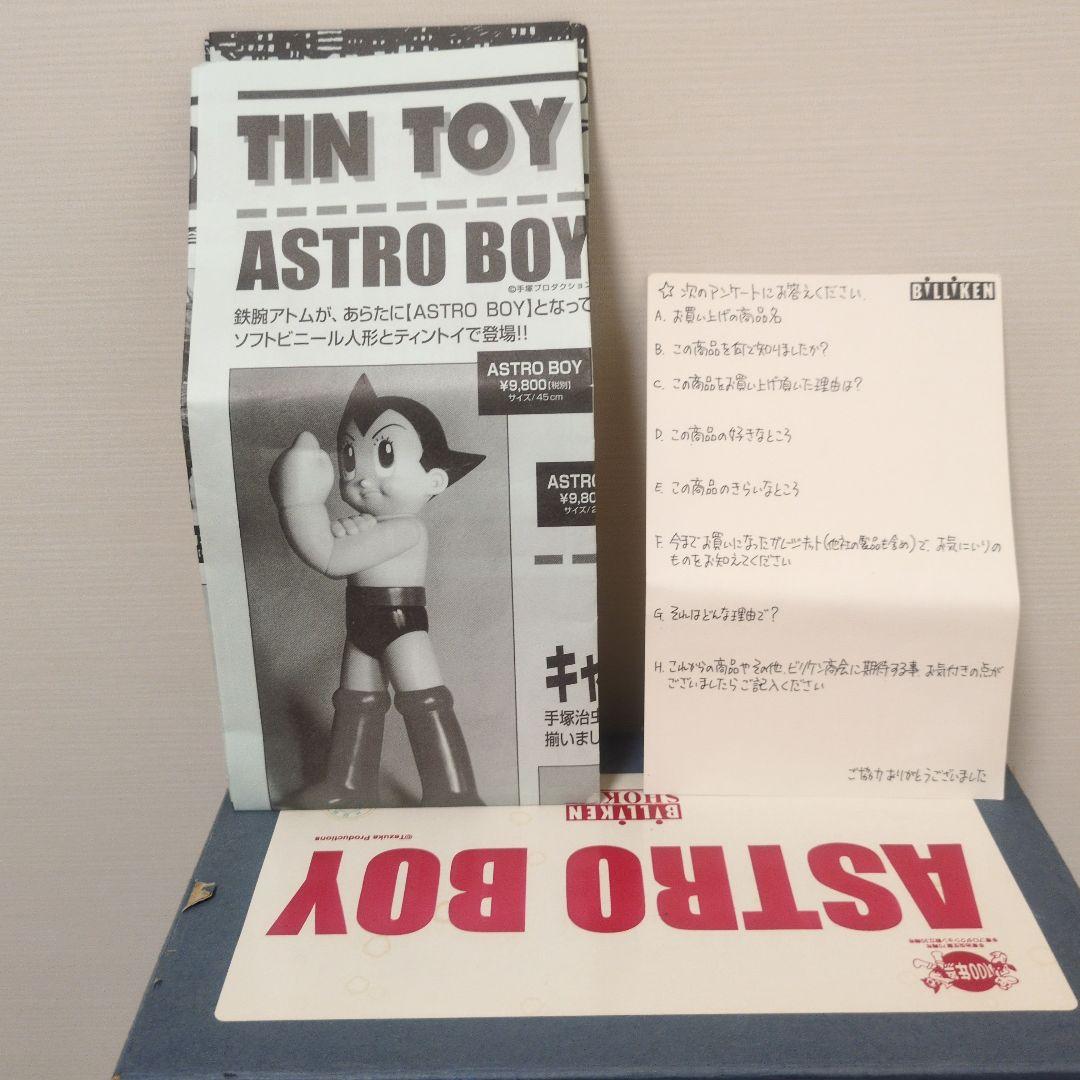 TIN TOY
ASTRO BOY
©手塚プロダクション
鉄腕アトムが、あらたに【ASTRO BOY】となって
ソフトビニール人形とティントイで登場!!
ASTRO BOY
¥9,800[税別]
サイズ/45cm
ASTRO
¥9,80
サイズ/2
キャ
手塚治虫
揃いまし
BILLIKEN
☆ 次のアンケートにお答えください。
A. お買い上げの商品名
B. この商品を何で知りましたか?
C. この商品をお買い上げ頂いた理由は?
D. この商品の好きなところ
E. この商品のきらいなところ
F. 今までお買いになったガレージキット(他社の製品も含め)で、お気にいりの
ものをお知えてください
G. それはどんな理由で?
H. これからの商品やその他、ビリケン商会に期待する事、お気付きの点が
ございましたらご記入ください
ご協力ありがとうございました
BILLIKEN
SHOK
©Tezuka Productions
ASTRO BOY